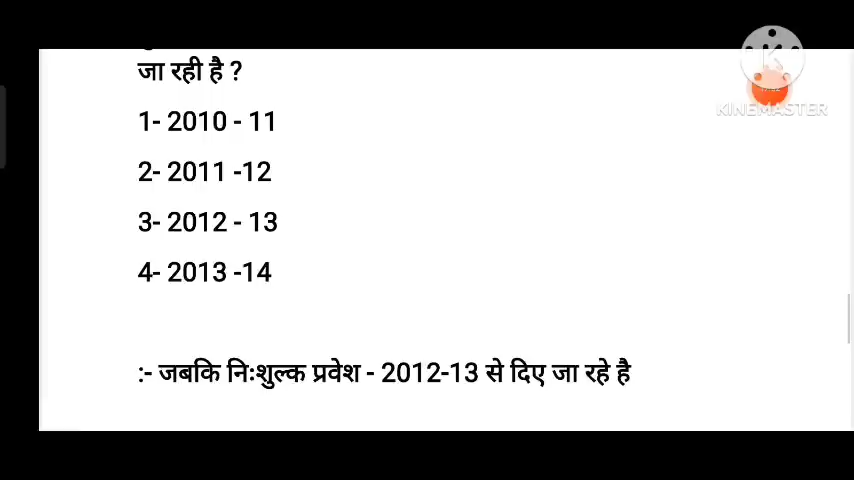 जा रही है ?
1- 2010 - 11
2- 2011 -12
3- 2012 - 13
4- 2013 -14
:- जबकि निःशुल्क प्रवेश - 2012-13 से दिए जा रहे है
KINEMASTER